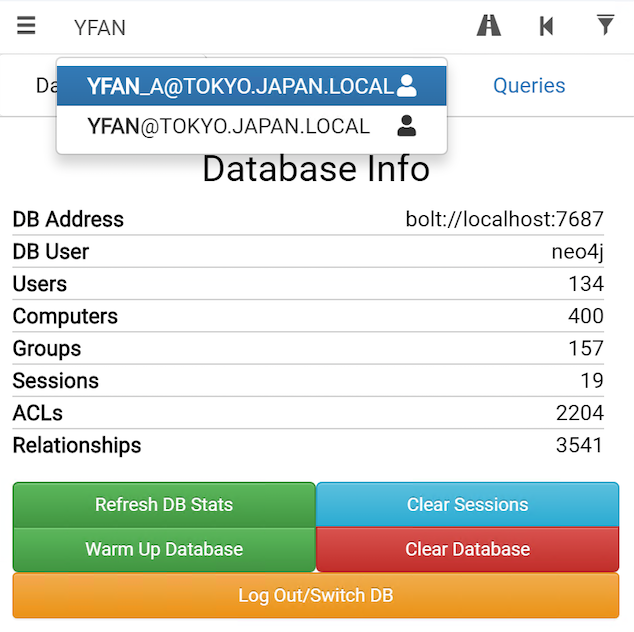 YFAN
YFAN_A@TOKYO.JAPAN.LOCAL
YFAN@TOKYO.JAPAN.LOCAL
Queries
Database Info
DB Address bolt://localhost:7687
DB User neo4j
Users 134
Computers 400
Groups 157
Sessions 19
ACLs 2204
Relationships 3541
Refresh DB Stats Clear Sessions
Warm Up Database Clear Database
Log Out/Switch DB